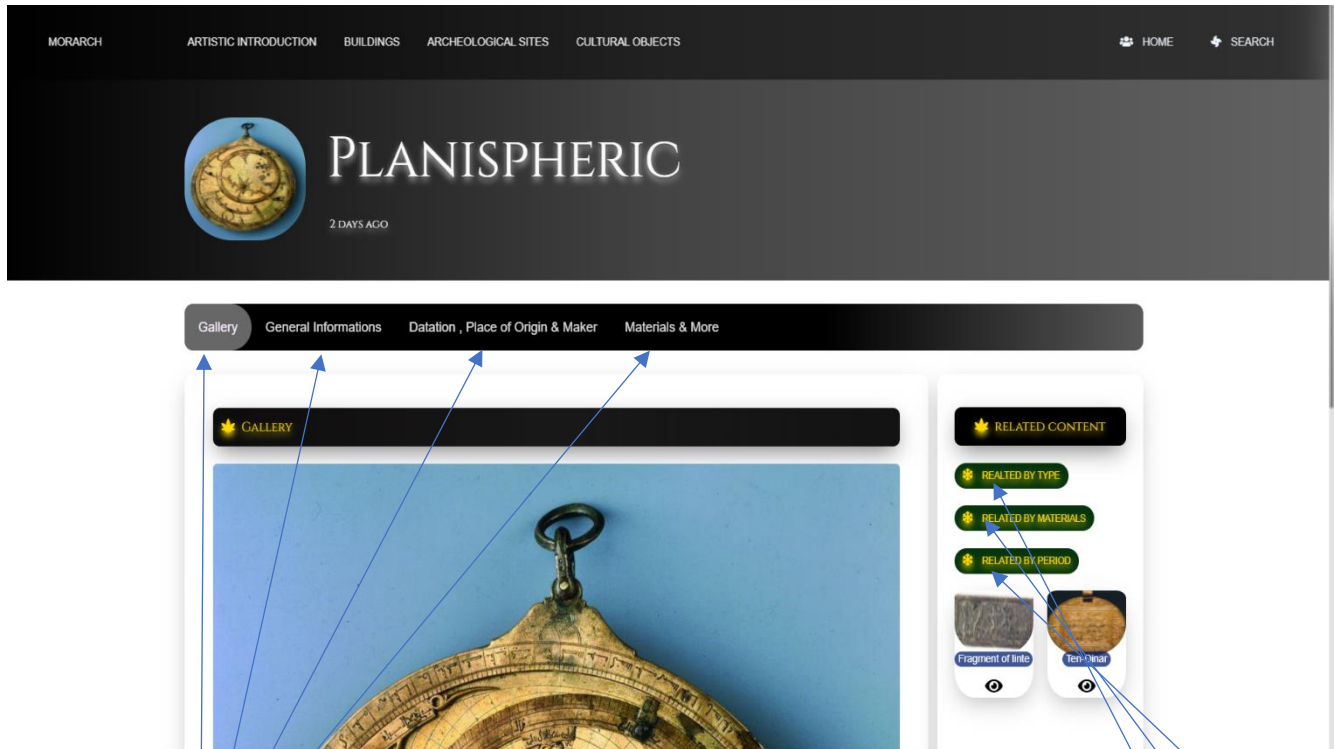 MORARCH ARTISTIC INTRODUCTION BUILDINGS ARCHEOLOGICAL SITES CULTURAL OBJECTS HOME SEARCH
PLANISPHERIC
2 DAYS AGO
Gallery General Informations Datation , Place of Origin & Maker Materials & More
GALLERY
RELATED CONTENT
REALTED BY TYPE
RELATED BY MATERIALS
RELATED BY PERIOD
Fragment of linte Ten-Dinar